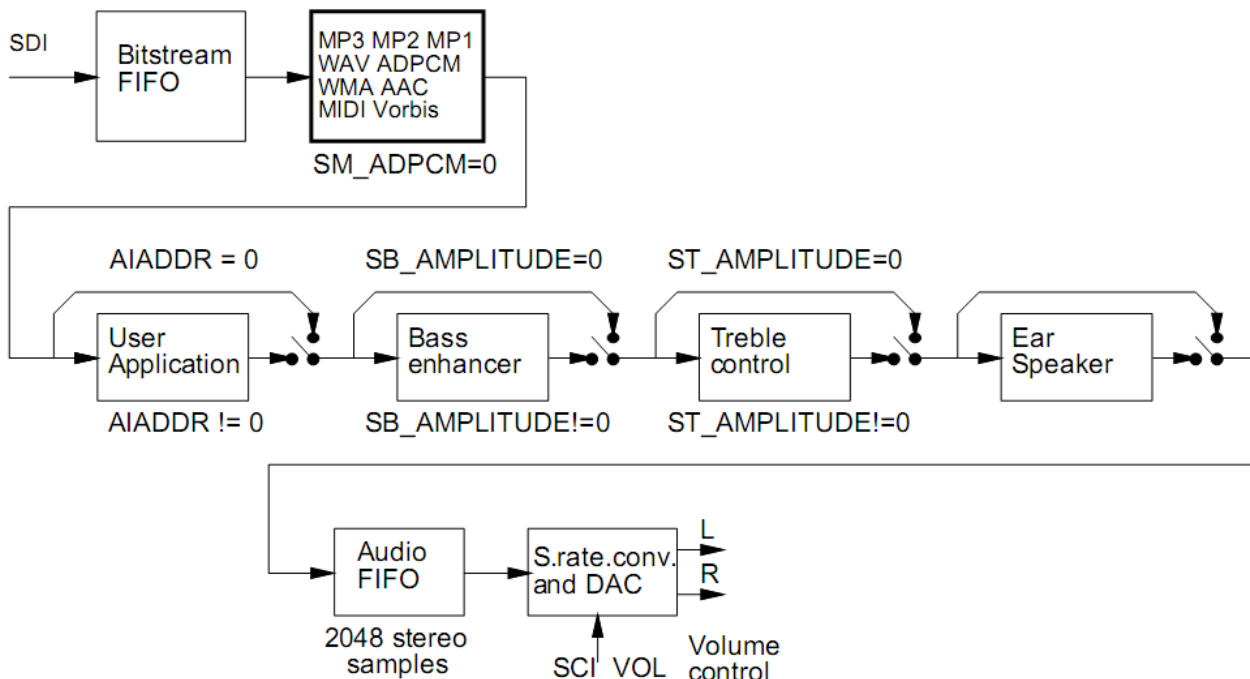 SDI
Bitstream
FIFO
MP3 MP2 MP1
WAV ADPCM
WMA AAC
MIDI Vorbis
SM_ADPCM=0
AIADDR = 0
SB_AMPLITUDE=0
ST_AMPLITUDE=0
User
Application
Bass
enhancer
Treble
control
Ear
Speaker
AIADDR != 0
SB_AMPLITUDE!=0
ST_AMPLITUDE!=0
Audio
FIFO
S.rate.conv.
and DAC
L
R
2048 stereo
samples
SCI VOL
Volume
control